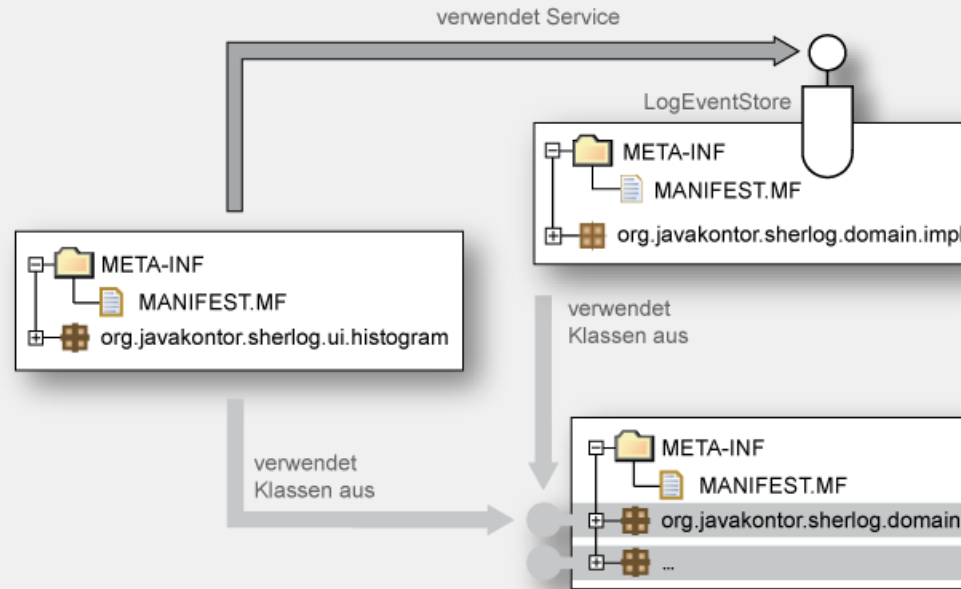 verwendet Service
LogEventStore
META-INF
MANIFEST.MF
org.javakontor.sherlog.domain.impl
META-INF
MANIFEST.MF
org.javakontor.sherlog.ui.histogram
verwendet
Klassen aus
verwendet
Klassen aus
META-INF
MANIFEST.MF
org.javakontor.sherlog.domain
...